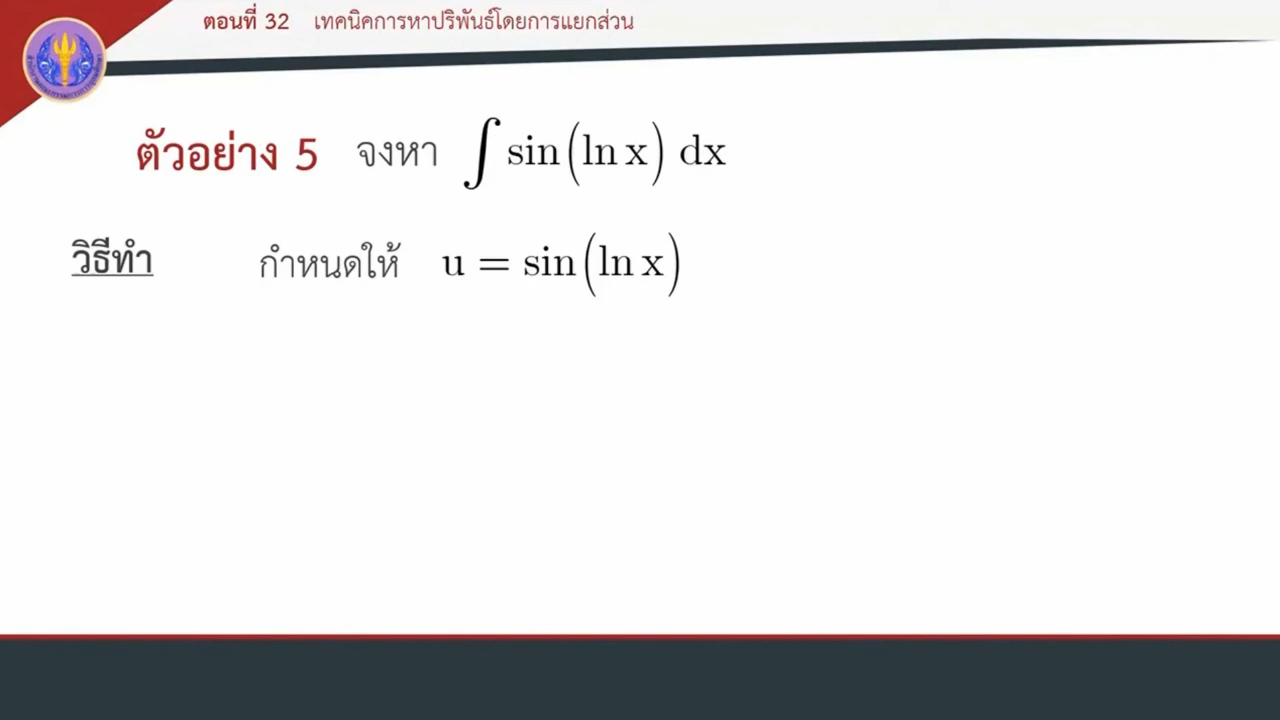 ตอนที่ 32 เทคนิคการหาปริพันธ์โดยการแยกส่วน
ตัวอย่าง 5 จงหา ∫ sin(ln x) dx
วิธีทำ กำหนดให้ u = sin(ln x)